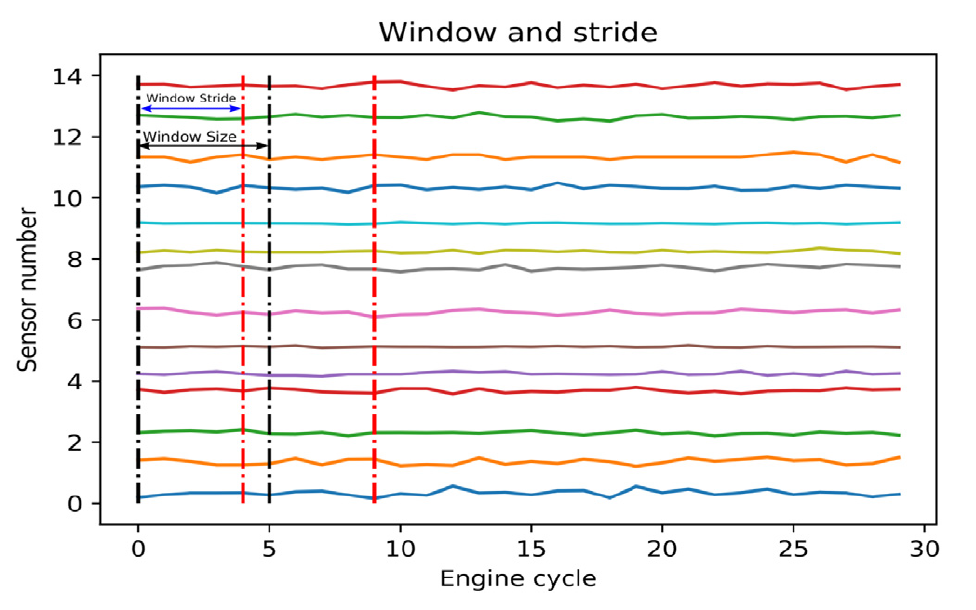 Window and stride
14
12
10
8
6
4
2
0
Sensor number
Window Stride
Window Size
0 5 10 15 20 25 30
Engine cycle